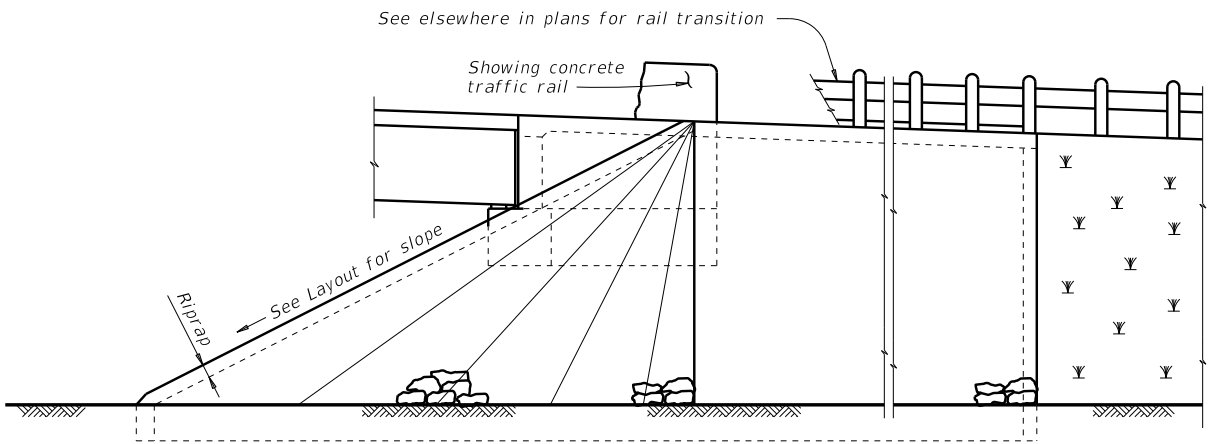 See elsewhere in plans for rail transition
Showing concrete
traffic rail
See Layout for slope
Riprap